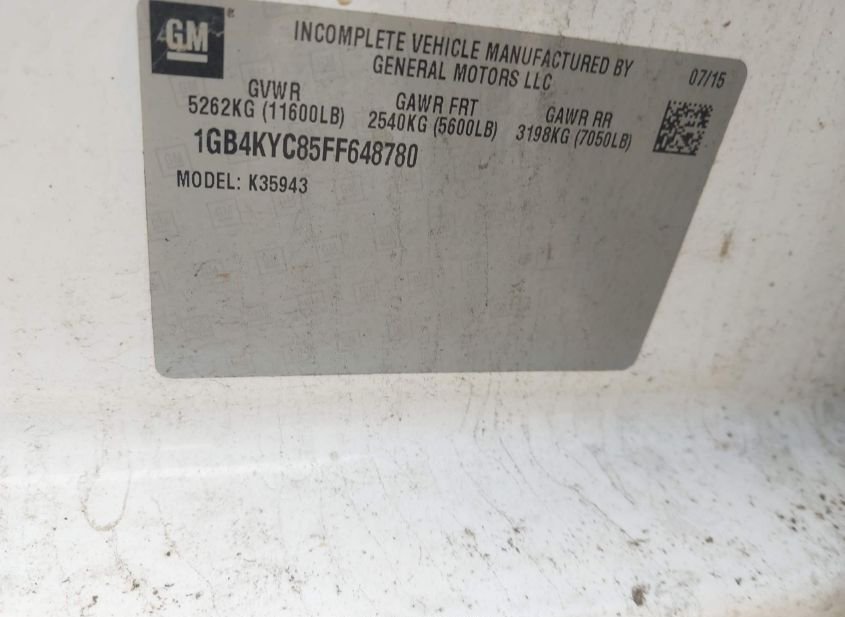 GM
INCOMPLETE VEHICLE MANUFACTURED BY
GENERAL MOTORS LLC
07/15
GVWR
5262KG (11600LB)
GAWR FRT
2540KG (5600LB)
GAWR RR
3198KG (7050LB)
1GB4KYC85FF648780
MODEL: K35943